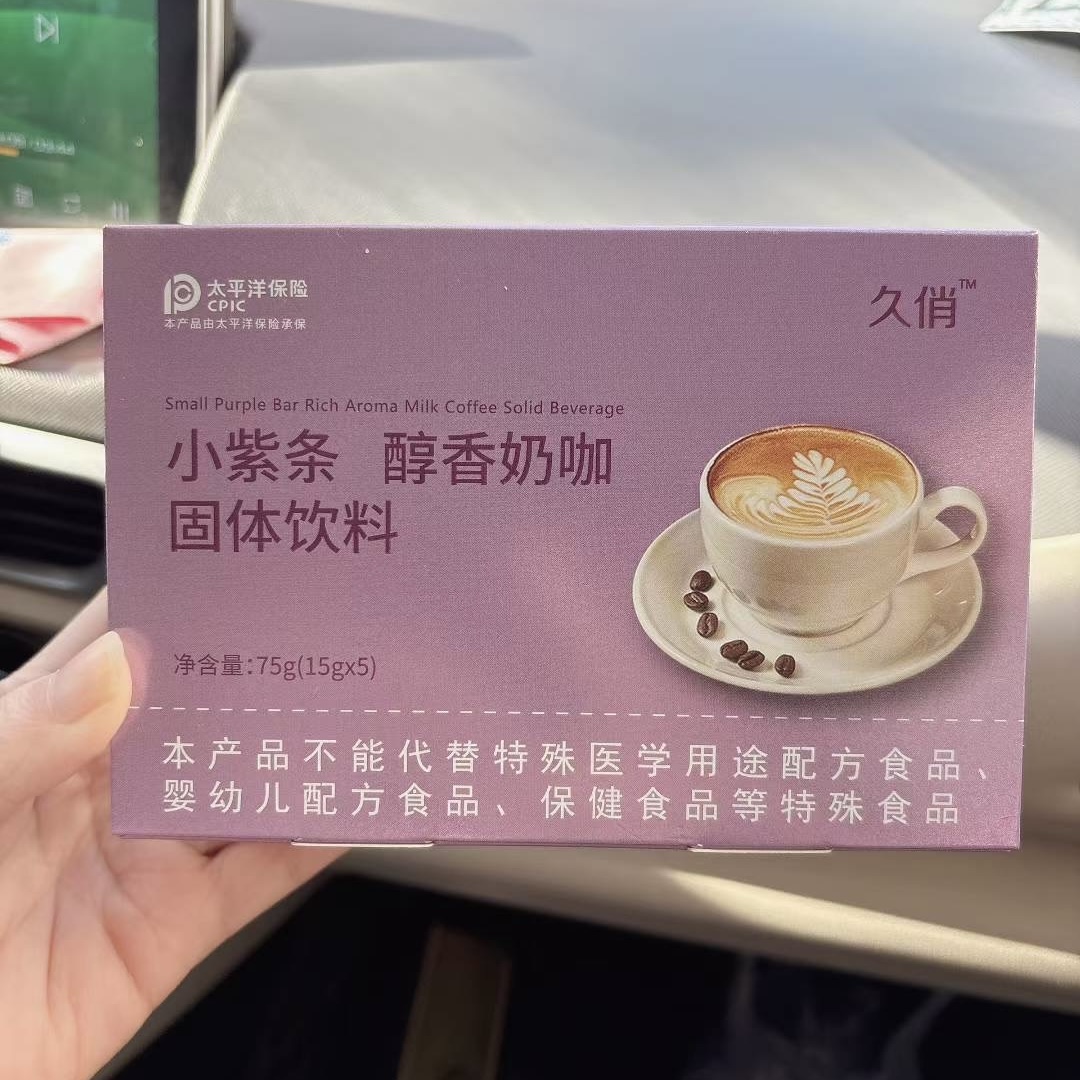 太平洋保险
CPIC
本产品由太平洋保险承保
久俏™
Small Purple Bar Rich Aroma Milk Coffee Solid Beverage
小紫条 醇香奶咖
固体饮料
净含量:75g(15gx5)
本产品不能代替特殊医学用途配方食品、
婴幼儿配方食品、保健食品等特殊食品